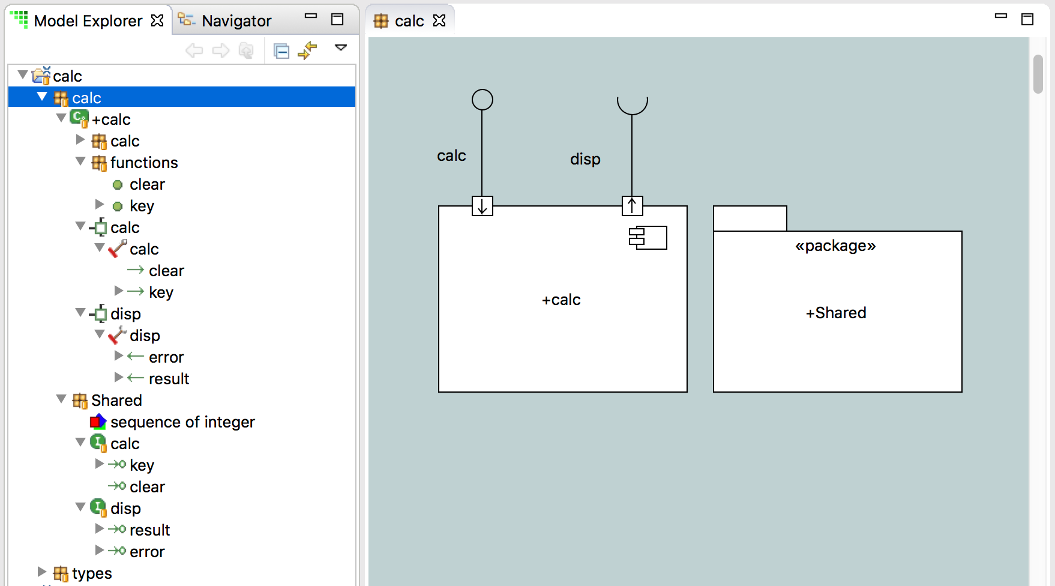 Model Explorer
Navigator
calc
calc
+calc
calc
functions
clear
key
calc
calc
clear
key
disp
disp
error
result
Shared
sequence of integer
calc
key
clear
disp
result
error
types
calc
calc
disp
+calc
«package»
+Shared